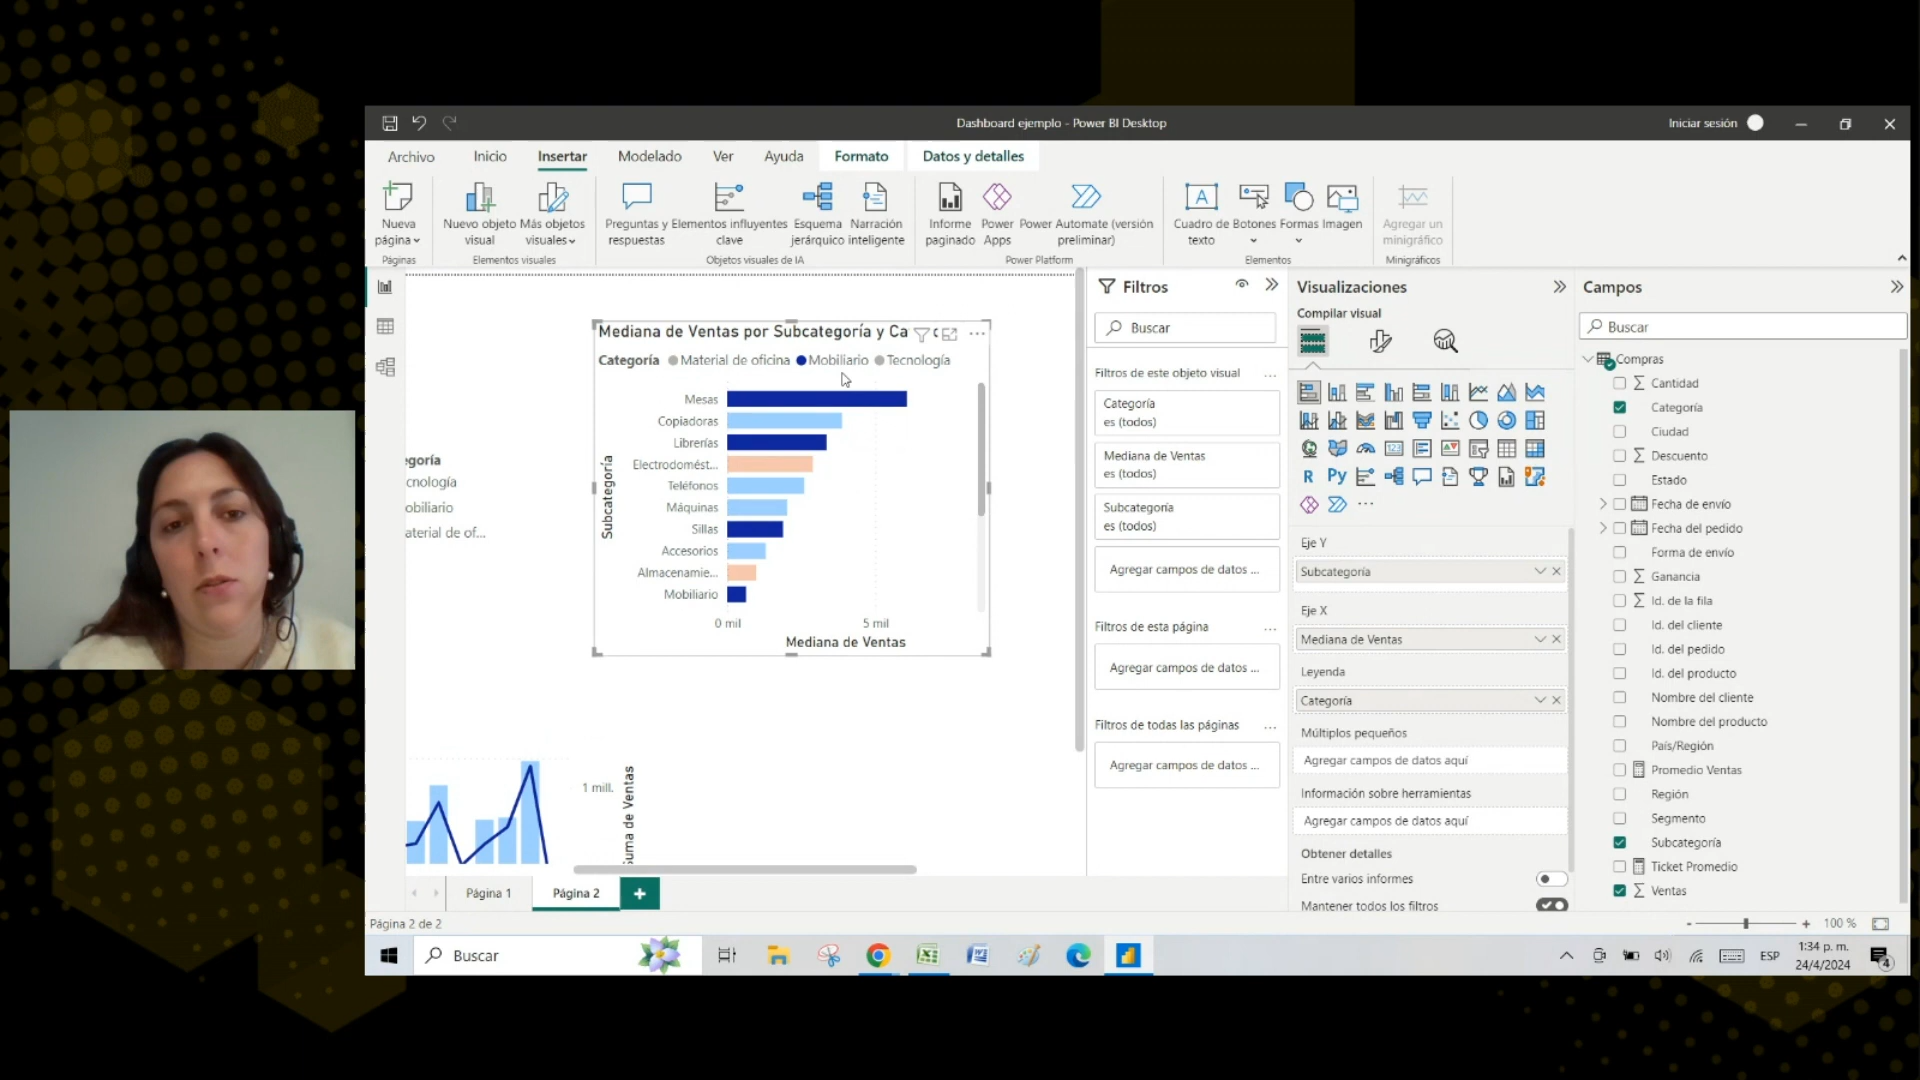 Dashboard ejemplo - Power BI Desktop
Iniciar sesión
Archivo Inicio Insertar Modelado Ver Ayuda Formato Datos y detalles
Nueva página
Páginas
Nuevo objeto visual
Más objetos visuales
Elementos visuales
Preguntas y respuestas
Elementos influyentes clave
Esquema jerárquico
Narración inteligente
Objetos visuales de IA
Informe paginado
Power Apps
Power Automate (versión preliminar)
Power Platform
Cuadro de texto
Botones
Formas
Imagen
Elementos
Agregar un minigráfico
Minigráficos
egoría
cnología
obiliario
aterial de of...
Mediana de Ventas por Subcategoría y Ca
Categoría Material de oficina Mobiliario Tecnología
Subcategoría
Mesas
Copiadoras
Librerías
Electrodomést...
Teléfonos
Máquinas
Sillas
Accesorios
Almacenamie...
Mobiliario
0 mil 5 mil
Mediana de Ventas
1 mill.
Suma de Ventas
Filtros
Buscar
Filtros de este objeto visual ...
Categoría
es (todos)
Mediana de Ventas
es (todos)
Subcategoría
es (todos)
Agregar campos de datos ...
Filtros de esta página ...
Agregar campos de datos ...
Filtros de todas las páginas ...
Agregar campos de datos ...
Visualizaciones
Compilar visual
R Py
Eje Y
Subcategoría
Eje X
Mediana de Ventas
Leyenda
Categoría
Múltiplos pequeños
Agregar campos de datos aquí
Información sobre herramientas
Agregar campos de datos aquí
Obtener detalles
Entre varios informes
Mantener todos los filtros
Campos
Buscar
Compras
Cantidad
Categoría
Ciudad
Descuento
Estado
Fecha de envío
Fecha del pedido
Forma de envío
Ganancia
Id. de la fila
Id. del cliente
Id. del pedido
Id. del producto
Nombre del cliente
Nombre del producto
País/Región
Promedio Ventas
Región
Segmento
Subcategoría
Ticket Promedio
Ventas
Página 1 Página 2 +
Página 2 de 2
- + 100 %
Buscar
ESP
1:34 p. m.
24/4/2024
4